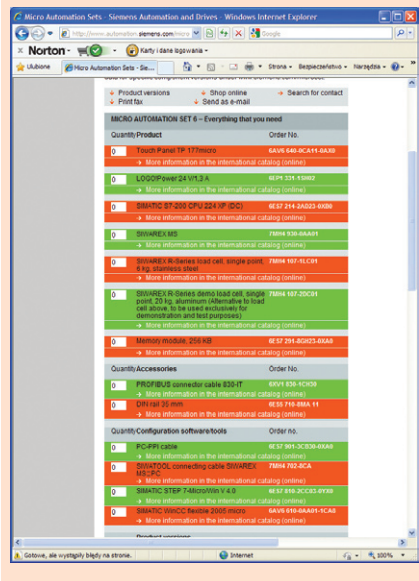 Micro Automation Sets - Siemens Automation and Drives - Windows Internet Explorer
http://www.automation.siemens.com/micro
Google
Norton
Karty i dane logowania
Ulubione
Micro Automation Sets - Sie...
Strona
Bezpieczeństwo
Narzędzia
Product versions
Shop online
Search for contact
Print fax
Send as e-mail
MICRO AUTOMATION SET 6 – Everything that you need
Quantity Product Order No.
0 Touch Panel TP 177micro 6AV6 640-0CA11-0AX0
→ More information in the international catalog (online)
0 LOGO!Power 24 V/1,3 A 6EP1 331-1SH02
→ More information in the international catalog (online)
0 SIMATIC S7-200 CPU 224 XP (DC) 6ES7 214-2AD23-0XB0
→ More information in the international catalog (online)
0 SIWAREX MS 7MH4 930-0AA01
→ More information in the international catalog (online)
0 SIWAREX R-Series load cell, single point, 7MH4 107-1LC01
6 kg, stainless steel
→ More information in the international catalog (online)
0 SIWAREX R-Series demo load cell, single 7MH4 107-2DC01
point, 20 kg, aluminum (Alternative to load
cell above, to be used exclusively for
demonstration and test purposes)
→ More information in the international catalog (online)
0 Memory module, 256 KB 6ES7 291-8GH23-0XA0
→ More information in the international catalog (online)
Quantity Accessories Order No.
0 PROFIBUS connector cable 830-1T 6XV1 830-1CH30
→ More information in the international catalog (online)
0 DIN rail 35 mm 6ES5 710-8MA 11
→ More information in the international catalog (online)
Quantity Configuration software/tools Order no.
0 PC-PPI cable 6ES7 901-3CB30-0XA0
→ More information in the international catalog (online)
0 SIWATOOL connecting cable SIWAREX 7MH4 702-8CA
→ More information in the international catalog (online)
0 SIMATIC STEP 7-Micro/Win V 4.0 6ES7 810-2CC03-0YX0
→ More information in the international catalog (online)
0 SIMATIC WinCC flexible 2005 micro 6AV6 610-0AA01-1CA8
→ More information in the international catalog (online)
Product versions
Gotowe, ale wystąpiły błędy na stronie.
Internet
100%